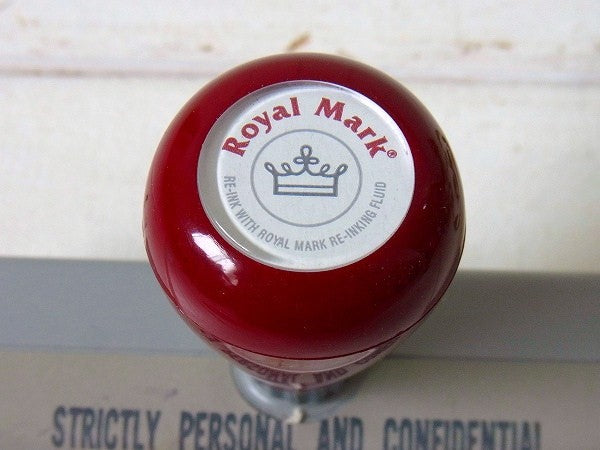 Royal Mark®
RE-INK WITH ROYAL MARK RE-INKING FLUID
STRICTLY PERSONAL AND CONFIDENTIAL